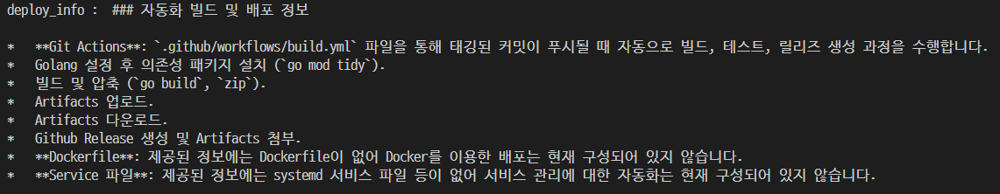 deploy_info :  ### 자동화 빌드 및 배포 정보
*   **Git Actions**: `.github/workflows/build.yml` 파일을 통해 태깅된 커밋이 푸시될 때 자동으로 빌드, 테스트, 릴리즈 생성 과정을 수행합니다.
*   Golang 설정 후 의존성 패키지 설치 (`go mod tidy`).
*   빌드 및 압축 (`go build`, `zip`).
*   Artifacts 업로드.
*   Artifacts 다운로드.
*   Github Release 생성 및 Artifacts 첨부.
*   **Dockerfile**: 제공된 정보에는 Dockerfile이 없어 Docker를 이용한 배포는 현재 구성되어 있지 않습니다.
*   **Service 파일**: 제공된 정보에는 systemd 서비스 파일 등이 없어 서비스 관리에 대한 자동화는 현재 구성되어 있지 않습니다.